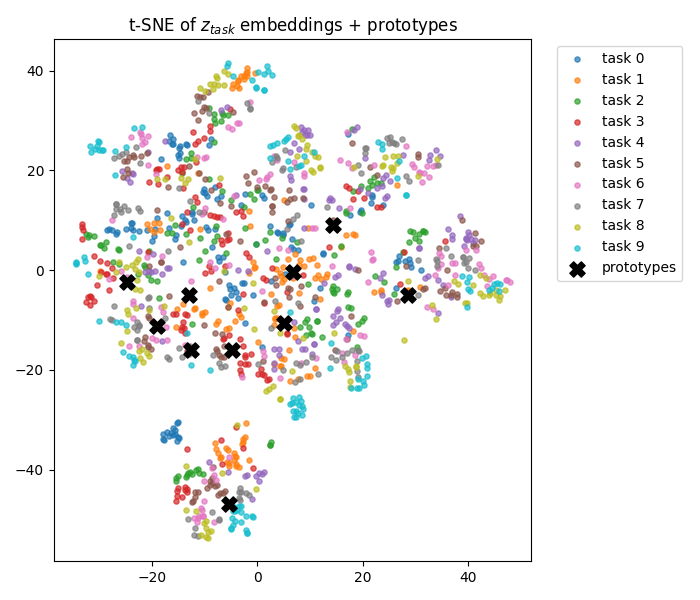 t-SNE of z_task embeddings + prototypes
40
20
0
−20
−40
−20
0
20
40
task 0
task 1
task 2
task 3
task 4
task 5
task 6
task 7
task 8
task 9
prototypes